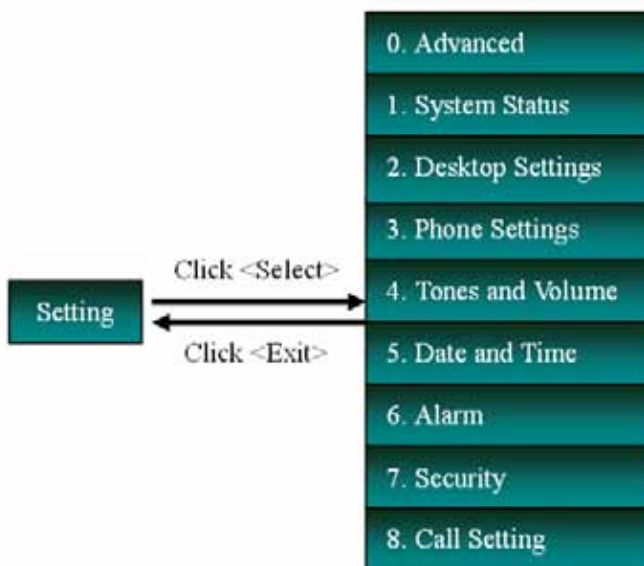 0. Advanced
1. System Status
2. Desktop Settings
3. Phone Settings
Click <Select>
4. Tones and Volume
Setting
Click <Exit>
5. Date and Time
6. Alarm
7. Security
8. Call Setting